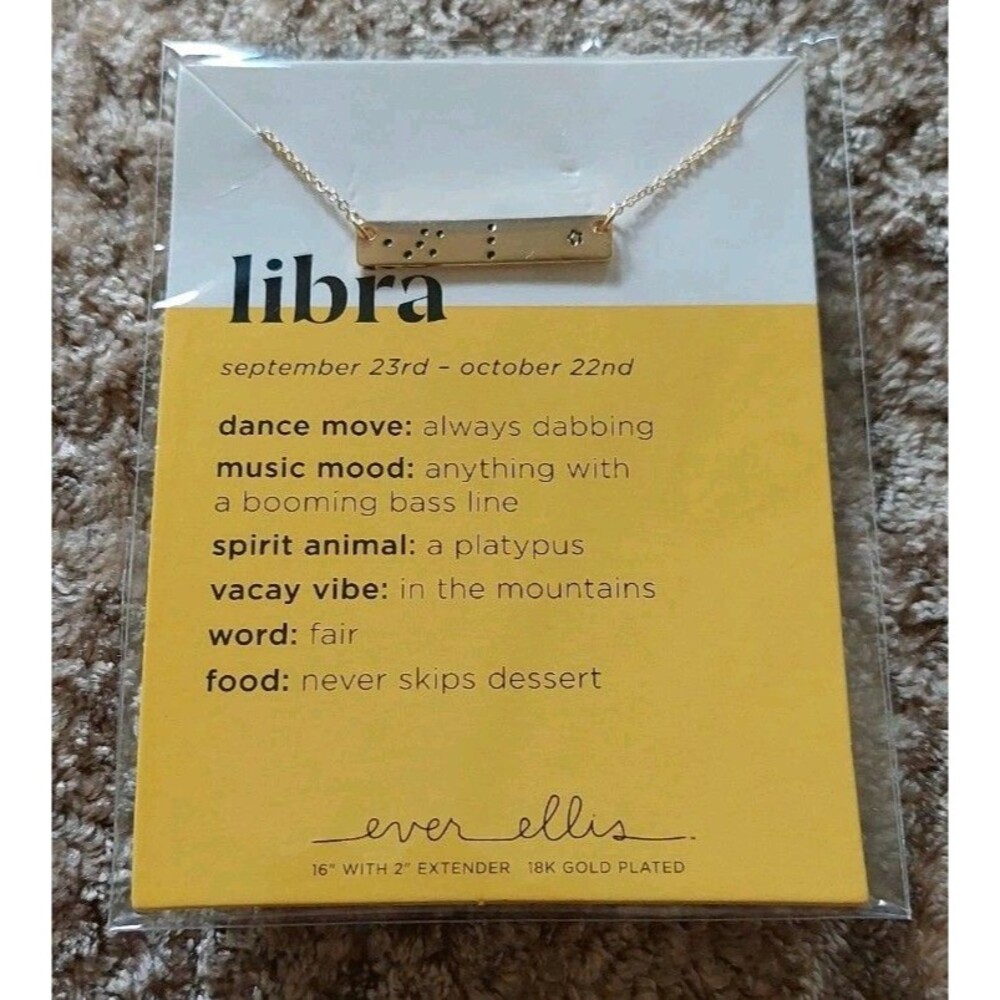 libra
september 23rd – october 22nd
dance move: always dabbing
music mood: anything with
a booming bass line
spirit animal: a platypus
vacay vibe: in the mountains
word: fair
food: never skips dessert
ever ellis.
16" WITH 2" EXTENDER 18K GOLD PLATED